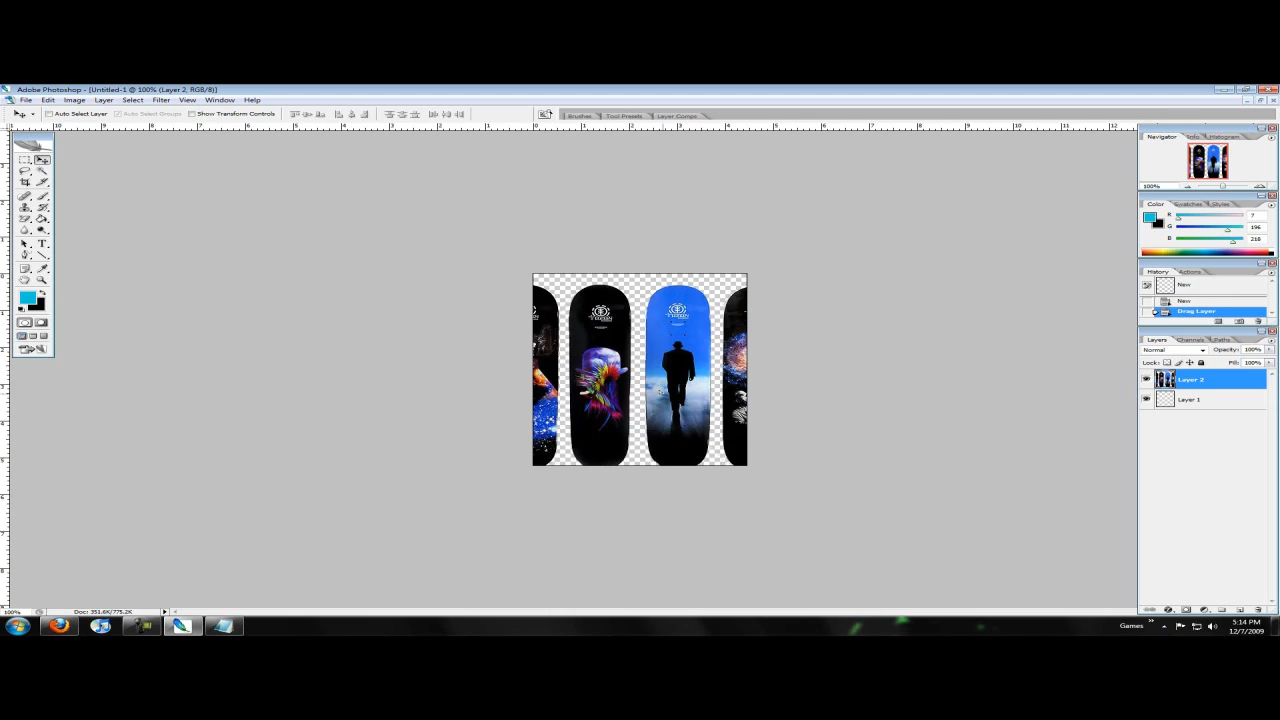 Adobe Photoshop - [Untitled-1 @ 100% (Layer 2, RGB/8)]
File Edit Image Layer Select Filter View Window Help
Auto Select Layer Auto Select Groups Show Transform Controls
Brushes Tool Presets Layer Comps
Navigator Info Histogram
100%
Color Swatches Styles
R 7
G 196
B 218
History Actions
New
New
Drag Layer
Layers Channels Paths
Normal Opacity: 100%
Lock: Fill: 100%
Layer 2
Layer 1
100% Doc: 351.6K/775.2K
Games
5:14 PM
12/7/2009